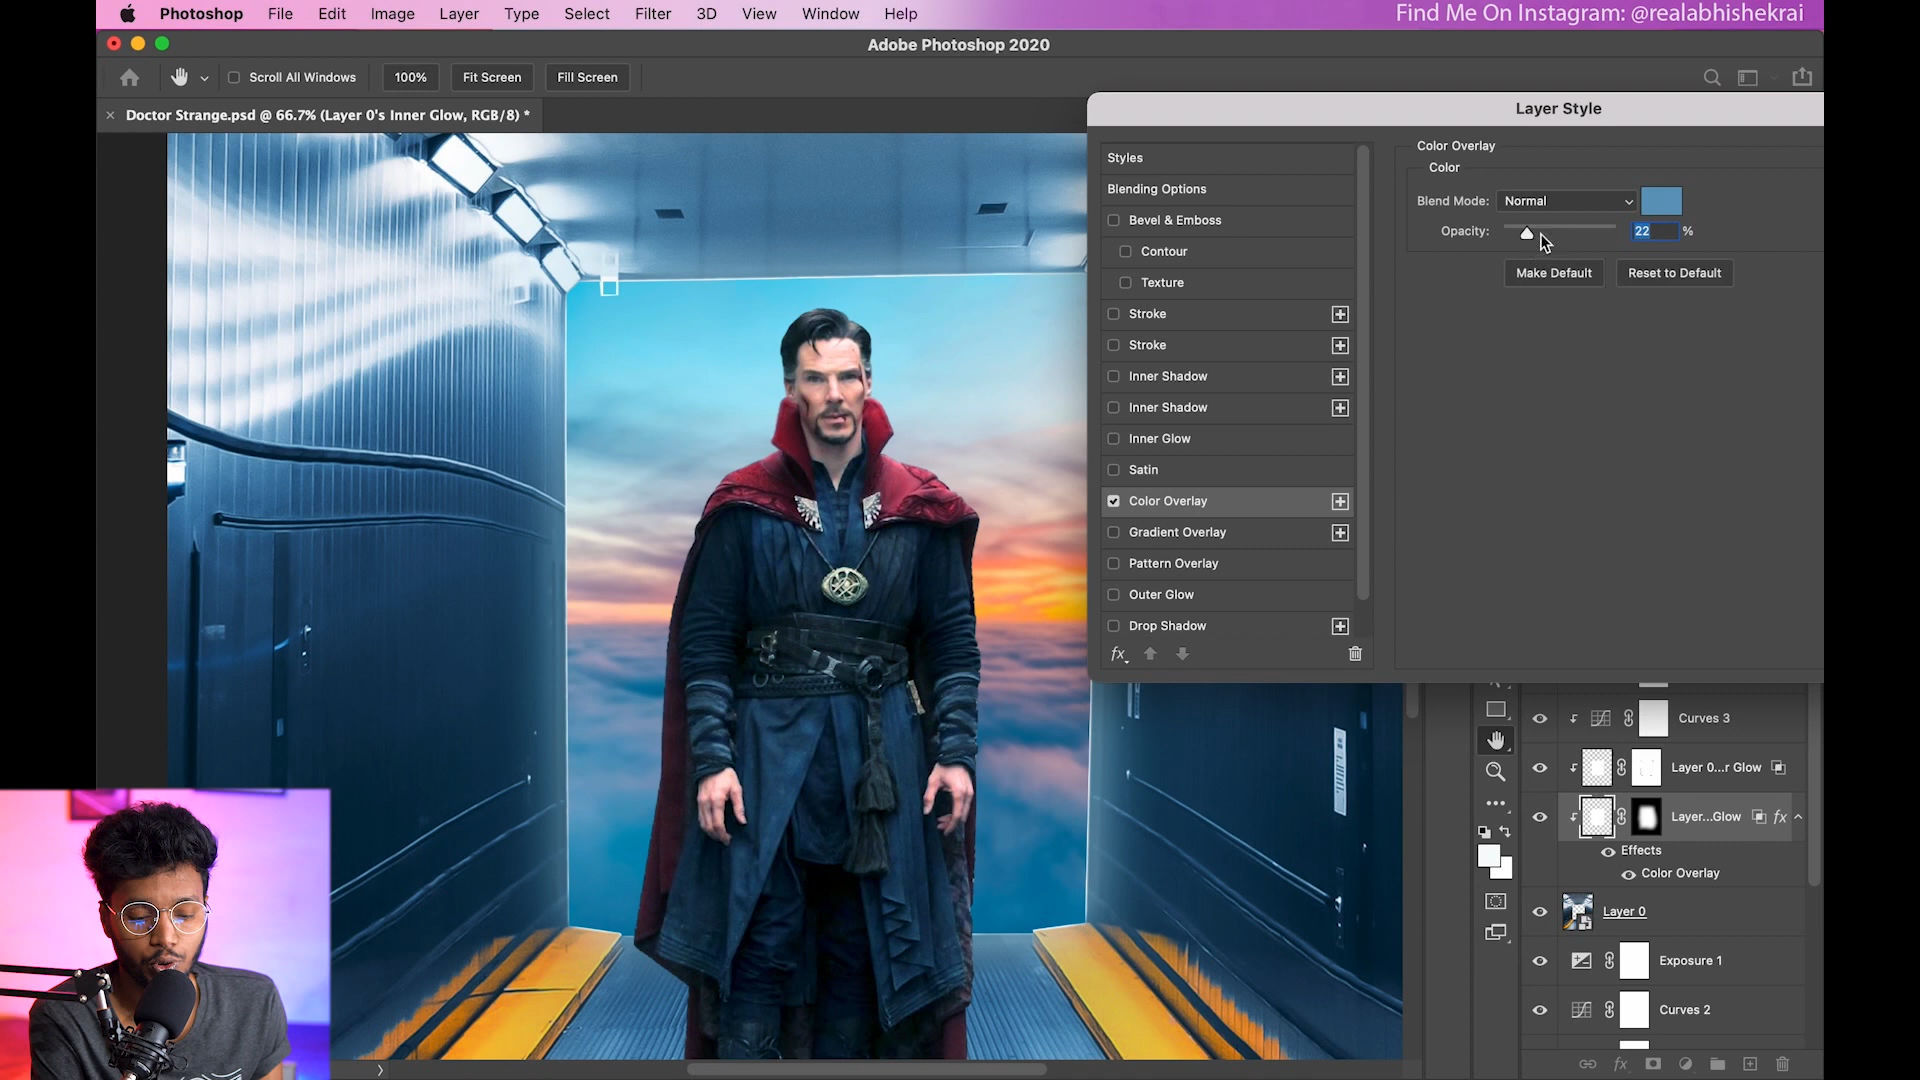 Photoshop File Edit Image Layer Type Select Filter 3D View Window Help
Find Me On Instagram: @realabhishekrai
Adobe Photoshop 2020
Scroll All Windows 100% Fit Screen Fill Screen
× Doctor Strange.psd @ 66.7% (Layer 0's Inner Glow, RGB/8) *
Layer Style
Styles
Blending Options
Bevel & Emboss
Contour
Texture
Stroke
Stroke
Inner Shadow
Inner Shadow
Inner Glow
Satin
Color Overlay
Gradient Overlay
Pattern Overlay
Outer Glow
Drop Shadow
fx
Color Overlay
Color
Blend Mode: Normal
Opacity: 22 %
Make Default Reset to Default
Curves 3
Layer 0...r Glow
Layer...Glow fx
Effects
Color Overlay
Layer 0
Exposure 1
Curves 2
fx